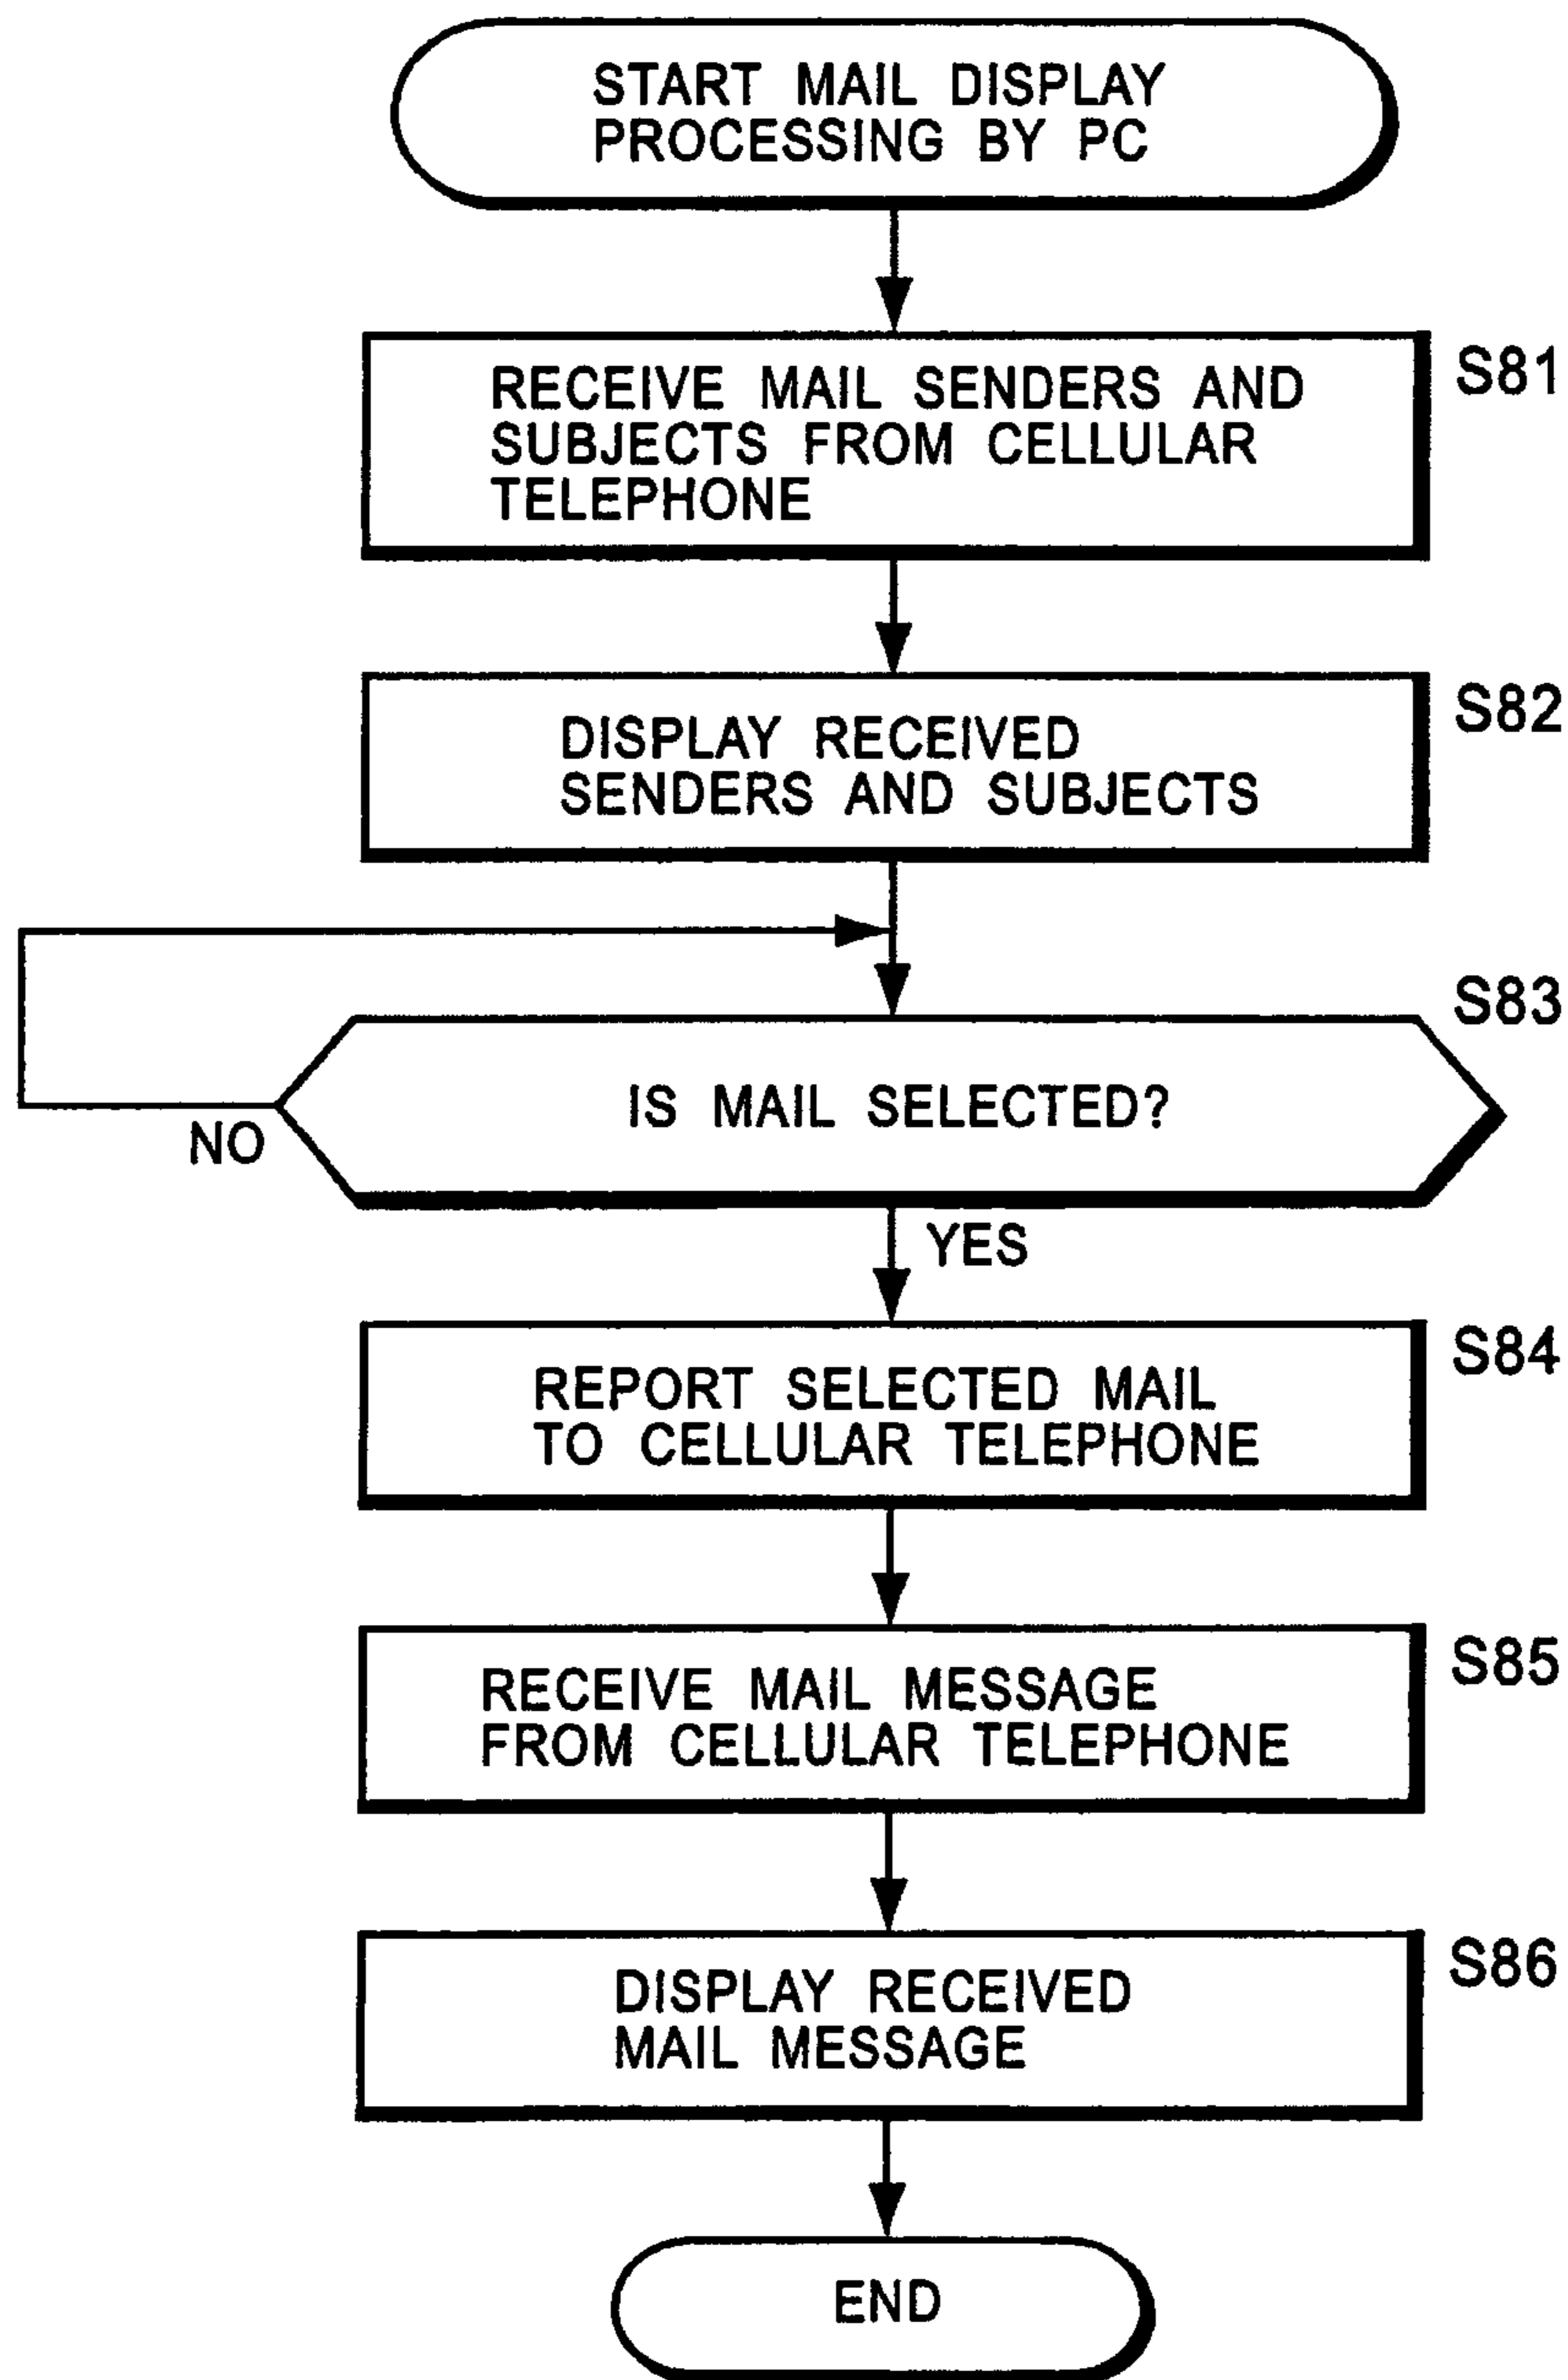 START MAIL DISPLAY
PROCESSING BY PC
RECEIVE MAIL SENDERS AND
SUBJECTS FROM CELLULAR
TELEPHONE
S81
DISPLAY RECEIVED
SENDERS AND SUBJECTS
S82
S83
IS MAIL SELECTED?
NO
YES
REPORT SELECTED MAIL
TO CELLULAR TELEPHONE
S84
RECEIVE MAIL MESSAGE
FROM CELLULAR TELEPHONE
S85
DISPLAY RECEIVED
MAIL MESSAGE
S86
END